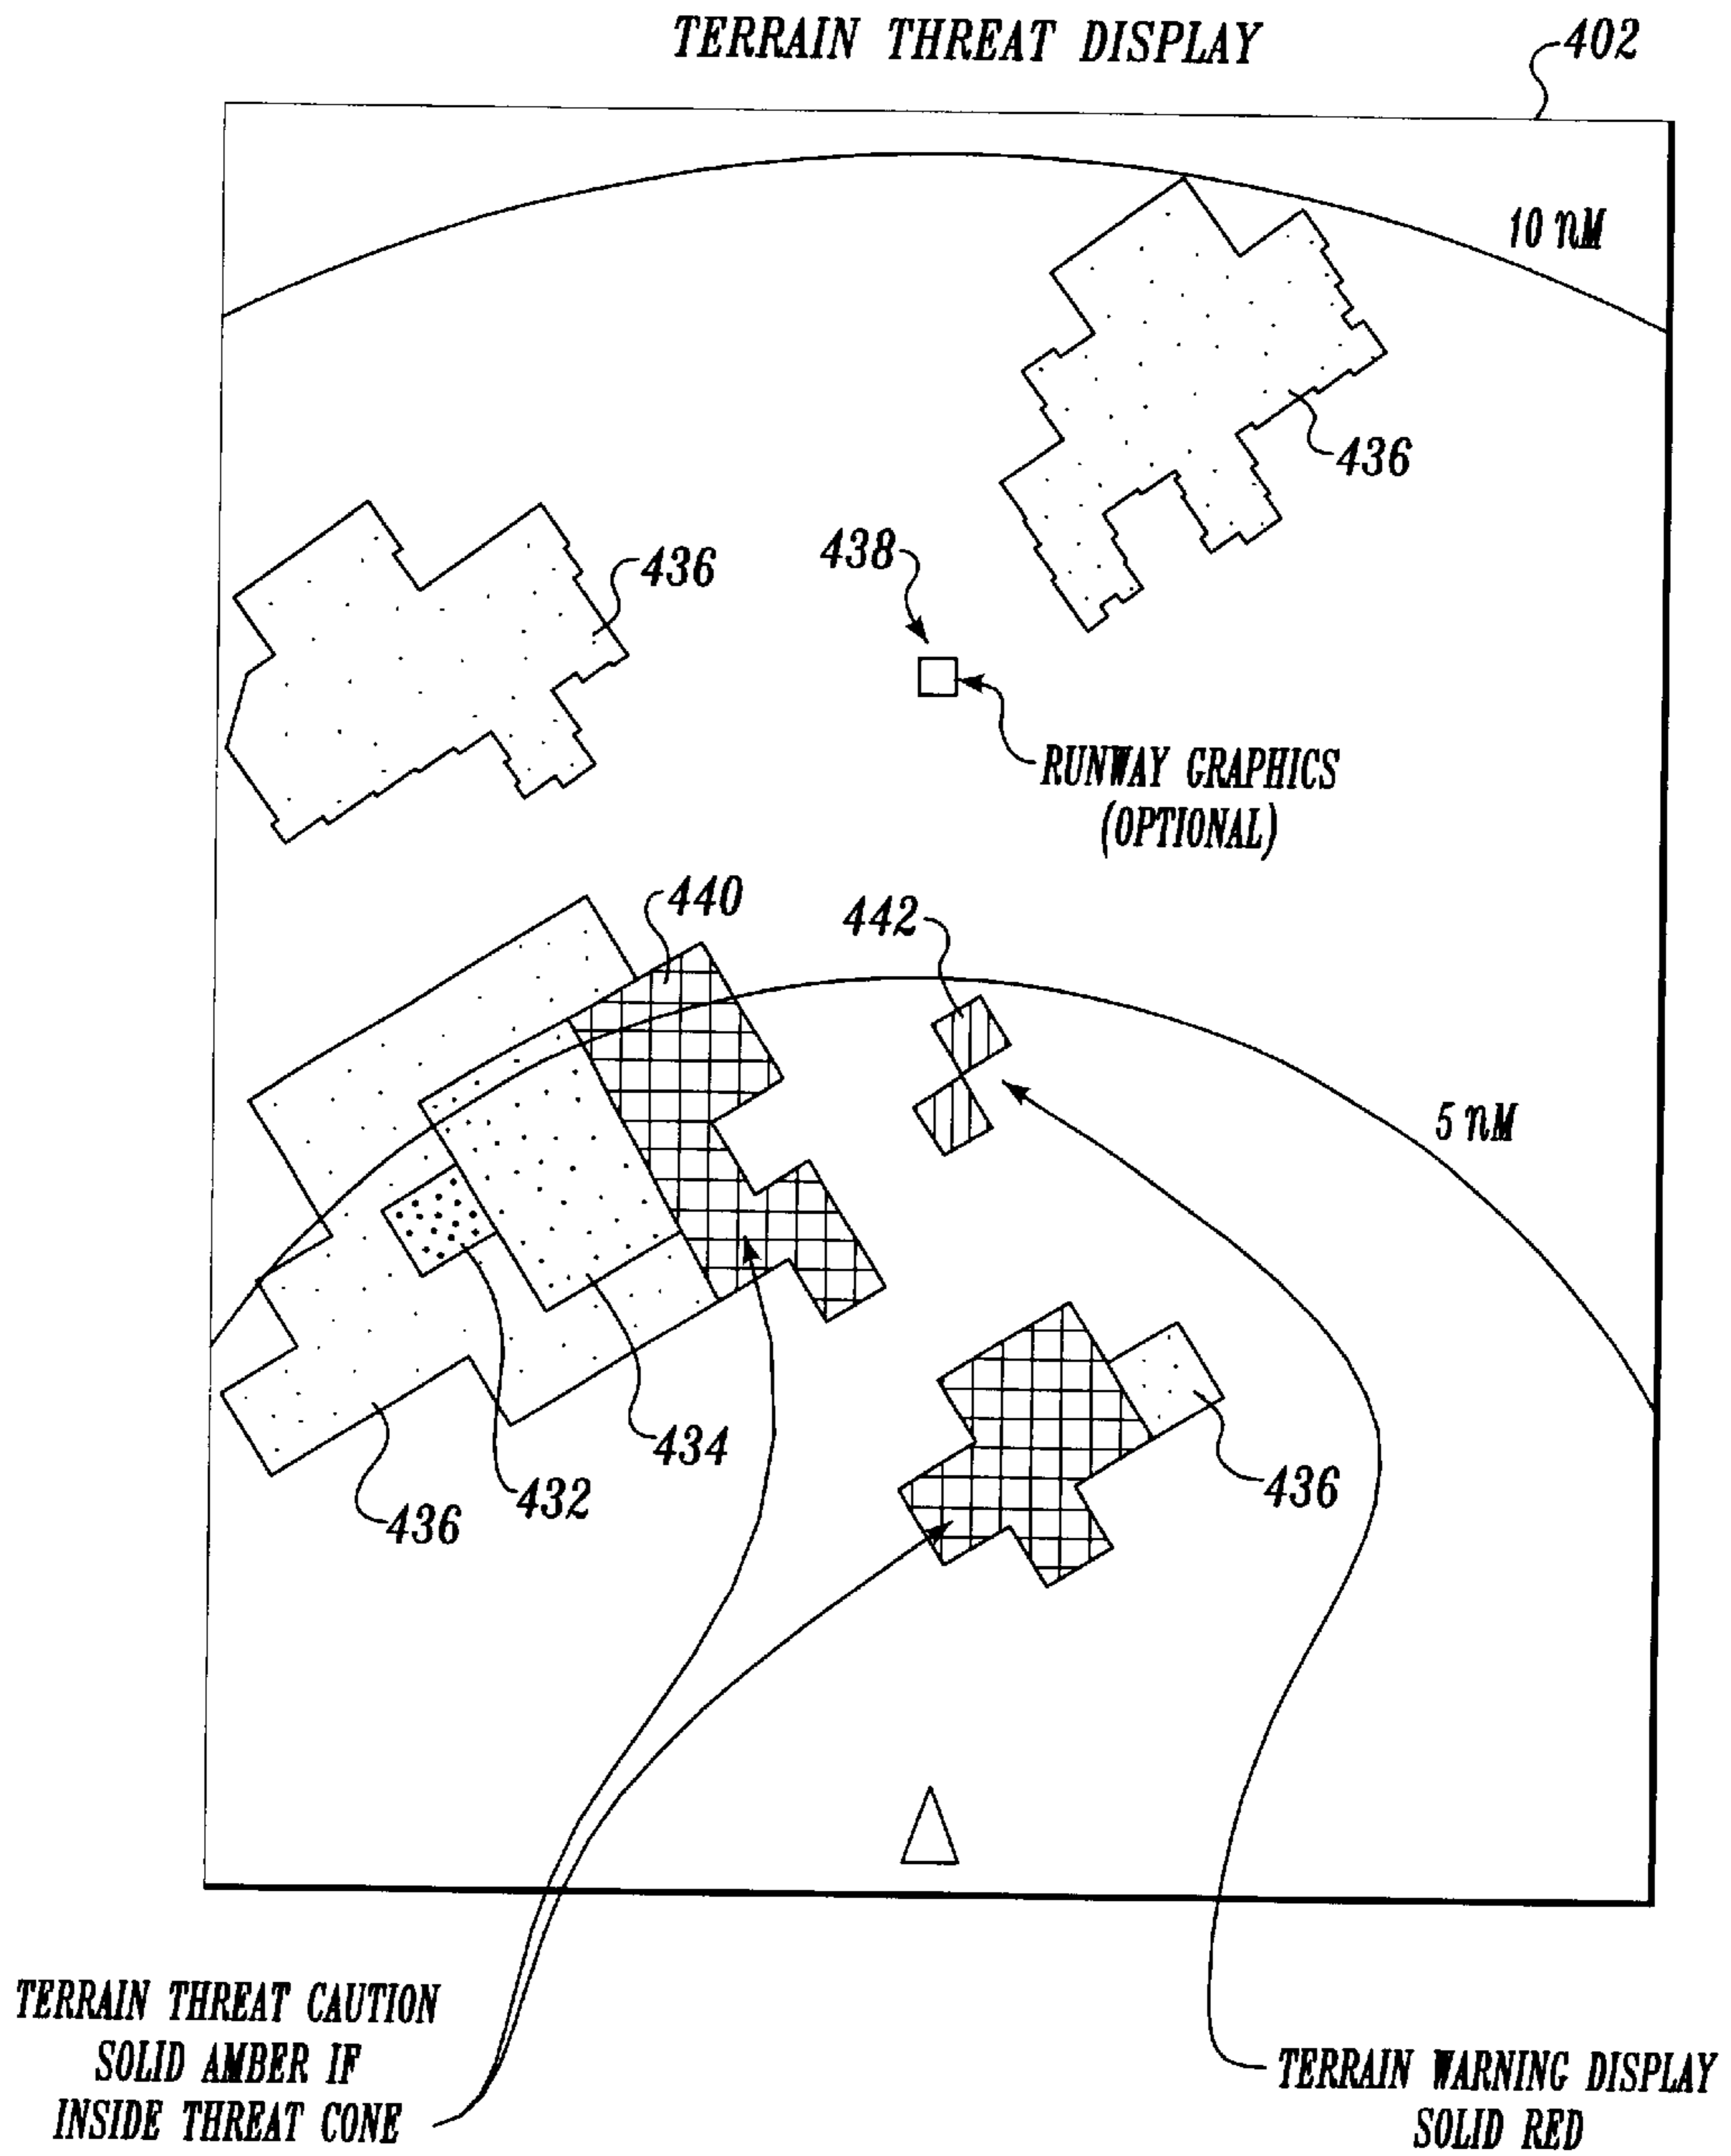 TERRAIN THREAT DISPLAY
402
10 nM
436
436
438
RUNWAY GRAPHICS
(OPTIONAL)
440
442
5 nM
434
432
436
436
TERRAIN THREAT CAUTION
SOLID AMBER IF
INSIDE THREAT CONE
TERRAIN WARNING DISPLAY
SOLID RED